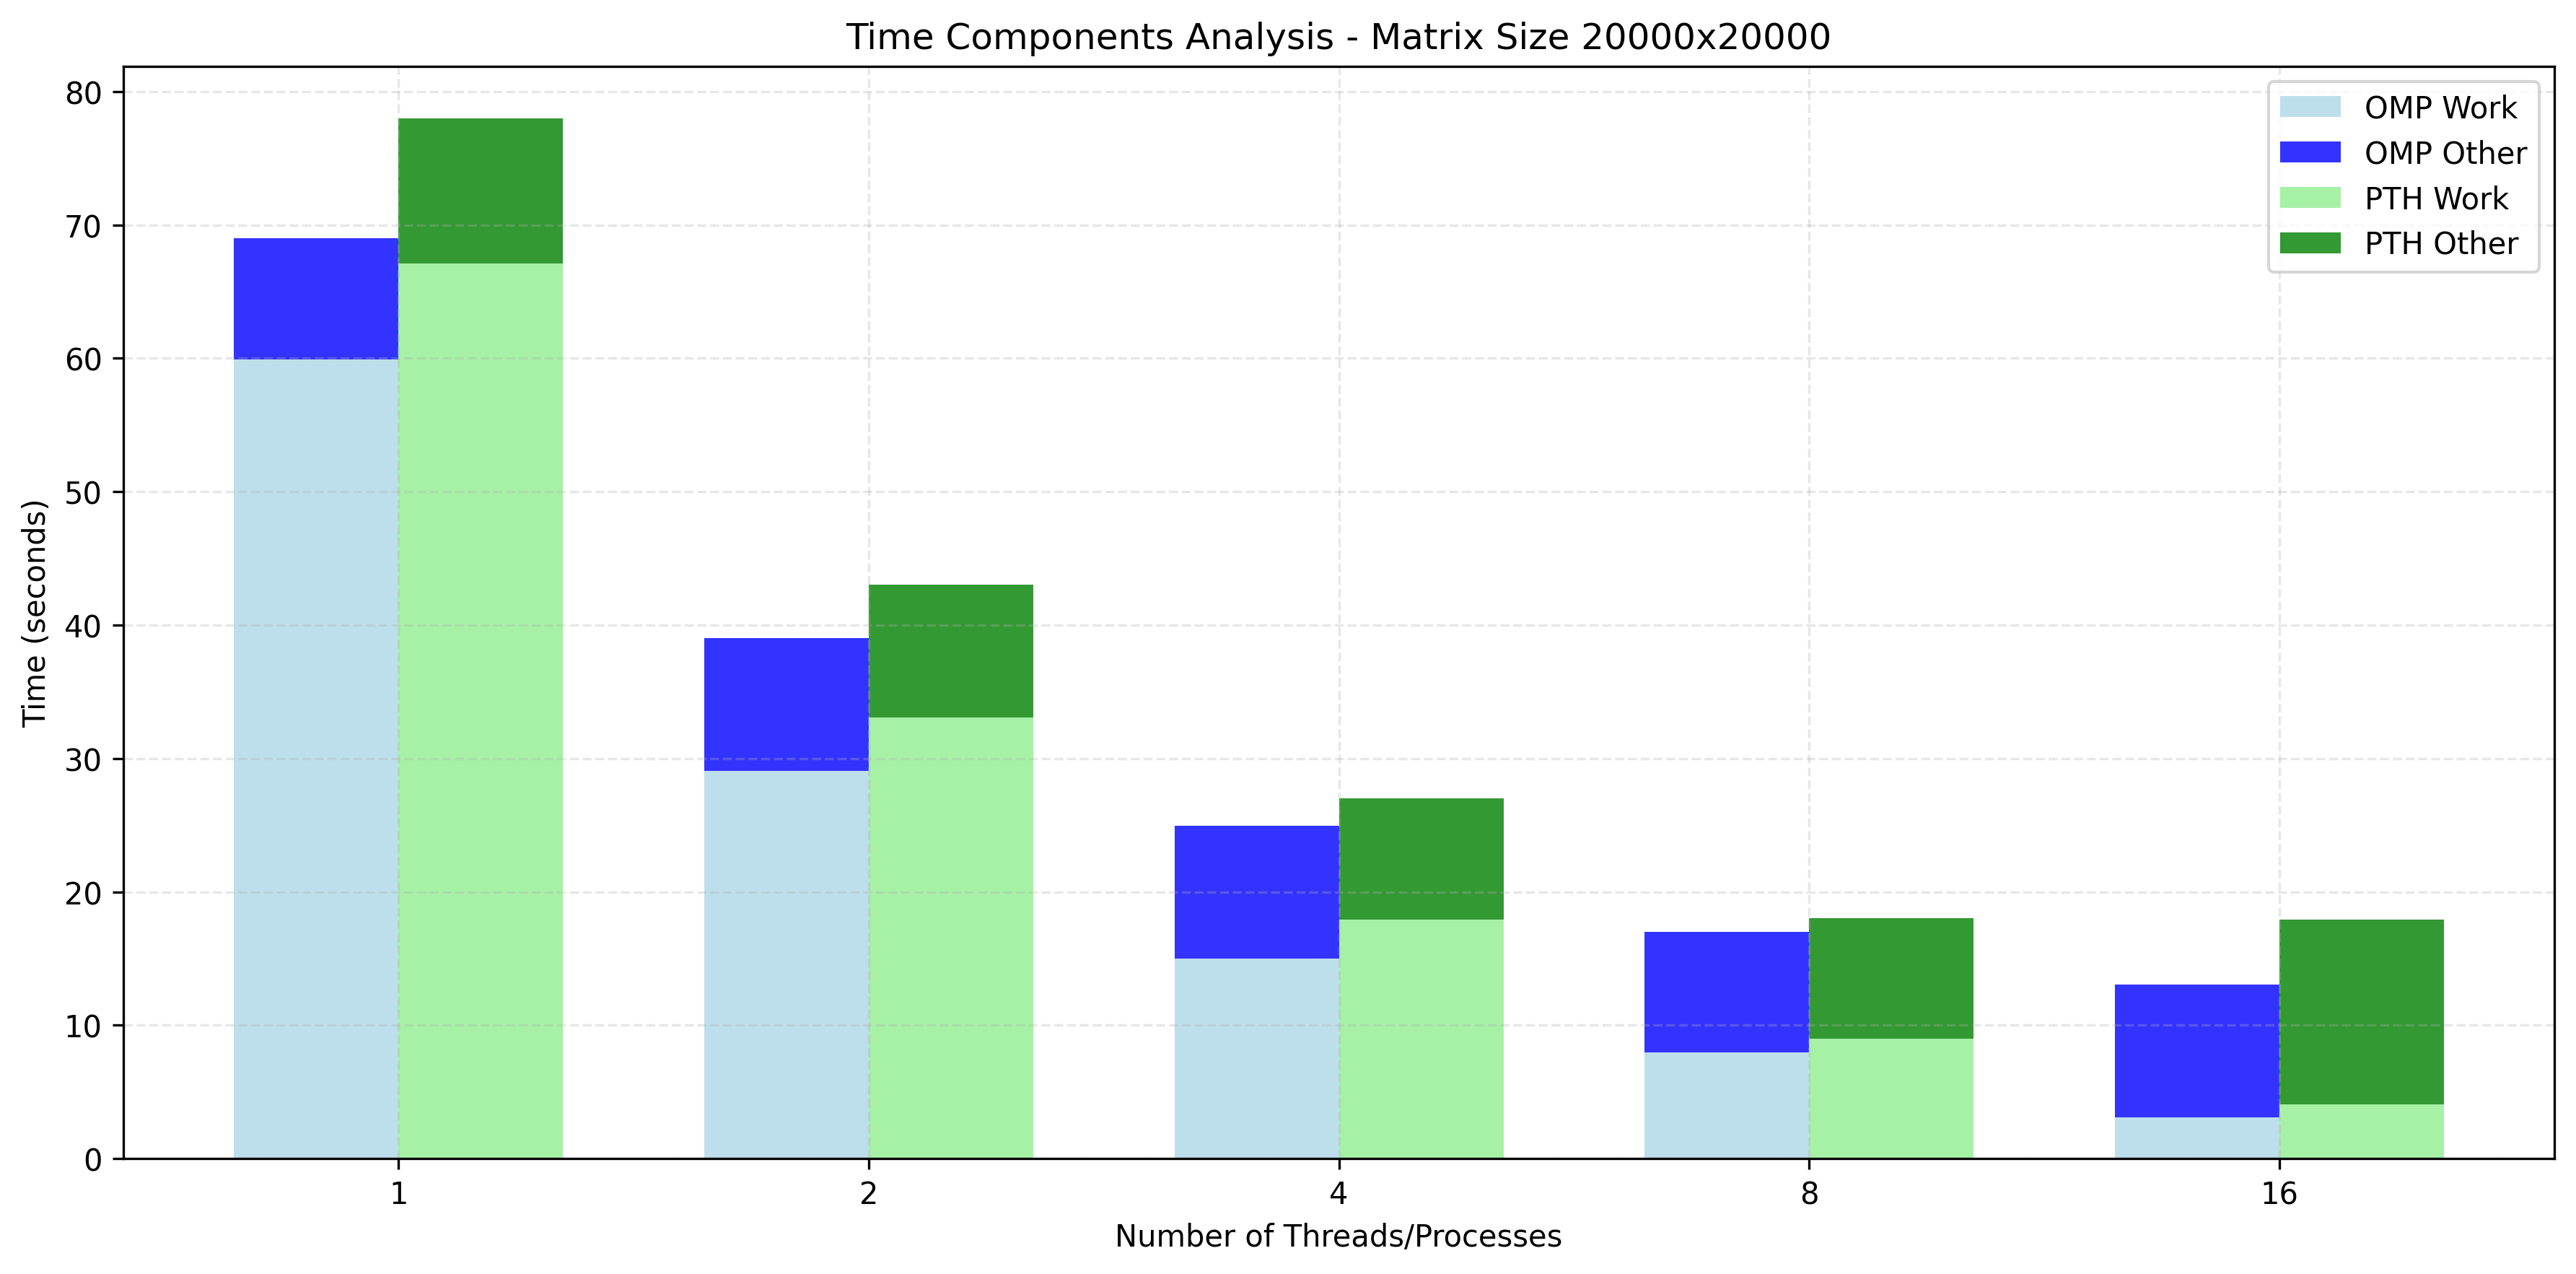 Time Components Analysis - Matrix Size 20000x20000
OMP Work
OMP Other
PTH Work
PTH Other
Time (seconds)
80
70
60
50
40
30
20
10
0
1 2 4 8 16
Number of Threads/Processes